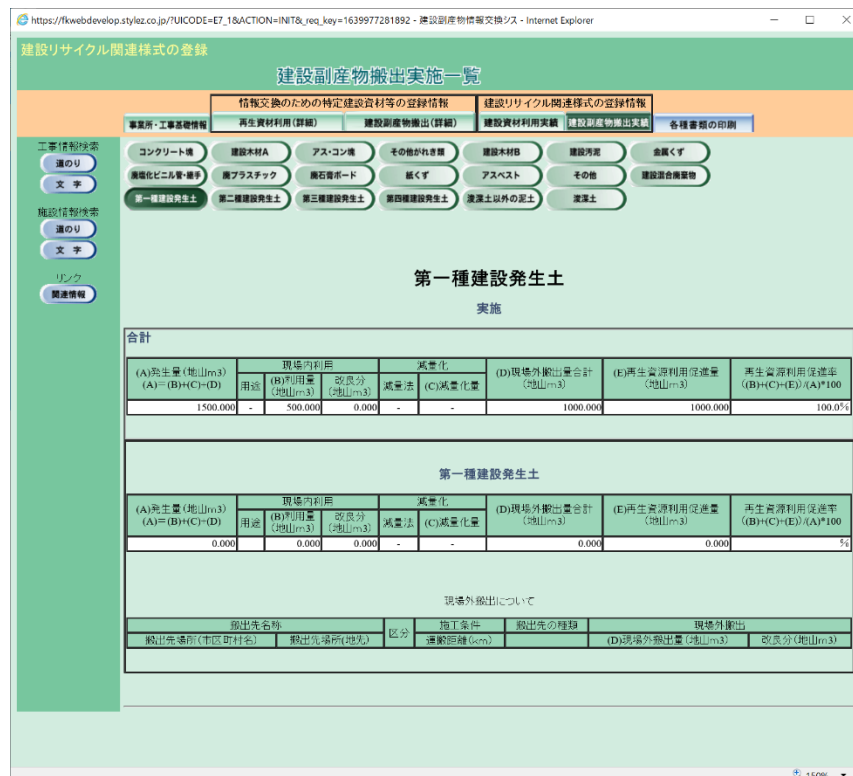 https://fkwebdevelop.stylez.co.jp/?UICODE=E7_1&ACTION=INIT&_req_key=1639977281892 - 建設副産物情報交換シス - Internet Explorer
建設リサイクル関連様式の登録
建設副産物搬出実施一覧
情報交換のための特定建設資材等の登録情報 建設リサイクル関連様式の登録情報
事業所・工事基礎情報 再生資材利用(詳細) 建設副産物搬出(詳細) 建設資材利用実績 建設副産物搬出実績 各種書類の印刷
工事情報検索
道のり
文 字
施設情報検索
道のり
文 字
リンク
関連情報
コンクリート塊 建設木材A アス・コン塊 その他がれき類 建設木材B 建設汚泥 金属くず
廃塩化ビニル管・継手 廃プラスチック 廃石膏ボード 紙くず アスベスト その他 建設混合廃棄物
第一種建設発生土 第二種建設発生土 第三種建設発生土 第四種建設発生土 浚渫土以外の泥土 浚渫土
第一種建設発生土
実施
合計
(A)発生量(地山m3) 現場内利用 減量化 (D)現場外搬出量合計 (E)再生資源利用促進量 再生資源利用促進率
(A)=(B)+(C)+(D) 用途 (B)利用量 (地山m3) 改良分 (地山m3) 減量法 (C)減量化量 (地山m3) (地山m3) ((B)+(C)+(E))/(A)*100
1500.000 - 500.000 0.000 - - 1000.000 1000.000 100.0%
第一種建設発生土
(A)発生量(地山m3) 現場内利用 減量化 (D)現場外搬出量合計 (E)再生資源利用促進量 再生資源利用促進率
(A)=(B)+(C)+(D) 用途 (B)利用量 (地山m3) 改良分 (地山m3) 減量法 (C)減量化量 (地山m3) (地山m3) ((B)+(C)+(E))/(A)*100
0.000 0.000 0.000 - - 0.000 0.000 %
現場外搬出について
搬出先名称 区分 施工条件 搬出先の種類 現場外搬出
搬出先場所(市区町村名) 搬出先場所(地先) 運搬距離(km) (D)現場外搬出量(地山m3) 改良分(地山m3)
150%